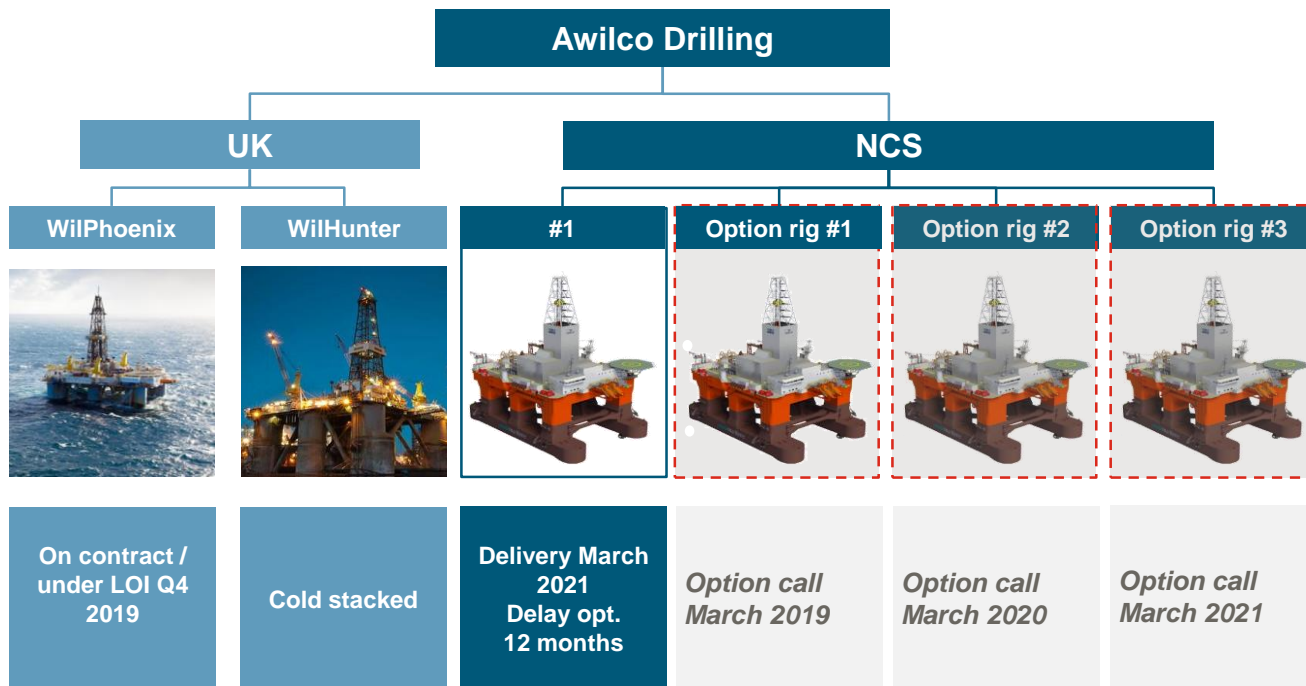 Awilco Drilling
UK
NCS
WilPhoenix
WilHunter
#1
Option rig #1
Option rig #2
Option rig #3
On contract /
under LOI Q4
2019
Cold stacked
Delivery March
2021
Delay opt.
12 months
Option call
March 2019
Option call
March 2020
Option call
March 2021